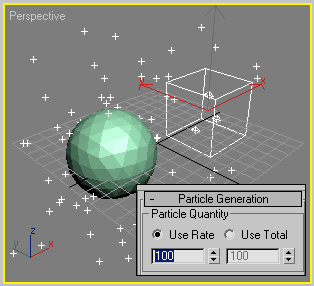 Perspective
x
x
- Particle Generation
Particle Quantity
Use Rate Use Total
100 100
z
y
x